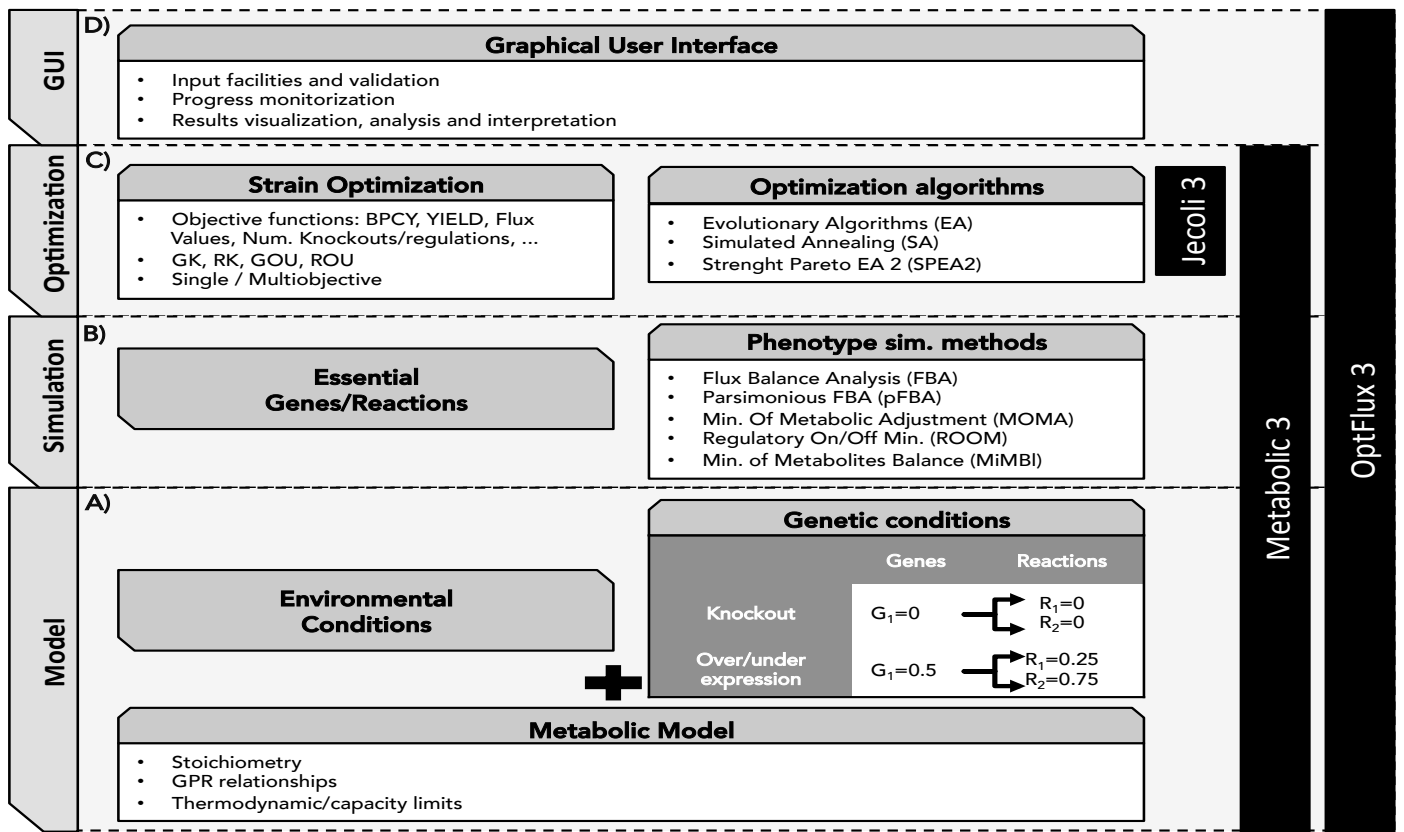 GUI
D)
Graphical User Interface
• Input facilities and validation
• Progress monitorization
• Results visualization, analysis and interpretation
Optimization
C)
Strain Optimization
• Objective functions: BPCY, YIELD, Flux
Values, Num. Knockouts/regulations, ...
• GK, RK, GOU, ROU
• Single / Multiobjective
Optimization algorithms
• Evolutionary Algorithms (EA)
• Simulated Annealing (SA)
• Strenght Pareto EA 2 (SPEA2)
Jecoli 3
Simulation
B)
Essential
Genes/Reactions
Phenotype sim. methods
• Flux Balance Analysis (FBA)
• Parsimonious FBA (pFBA)
• Min. Of Metabolic Adjustment (MOMA)
• Regulatory On/Off Min. (ROOM)
• Min. of Metabolites Balance (MiMBl)
Model
A)
Environmental
Conditions
Genetic conditions
Genes Reactions
Knockout
G₁=0
R₁=0
R₂=0
Over/under
expression
G₁=0.5
R₁=0.25
R₂=0.75
Metabolic Model
• Stoichiometry
• GPR relationships
• Thermodynamic/capacity limits
Metabolic 3
OptFlux 3